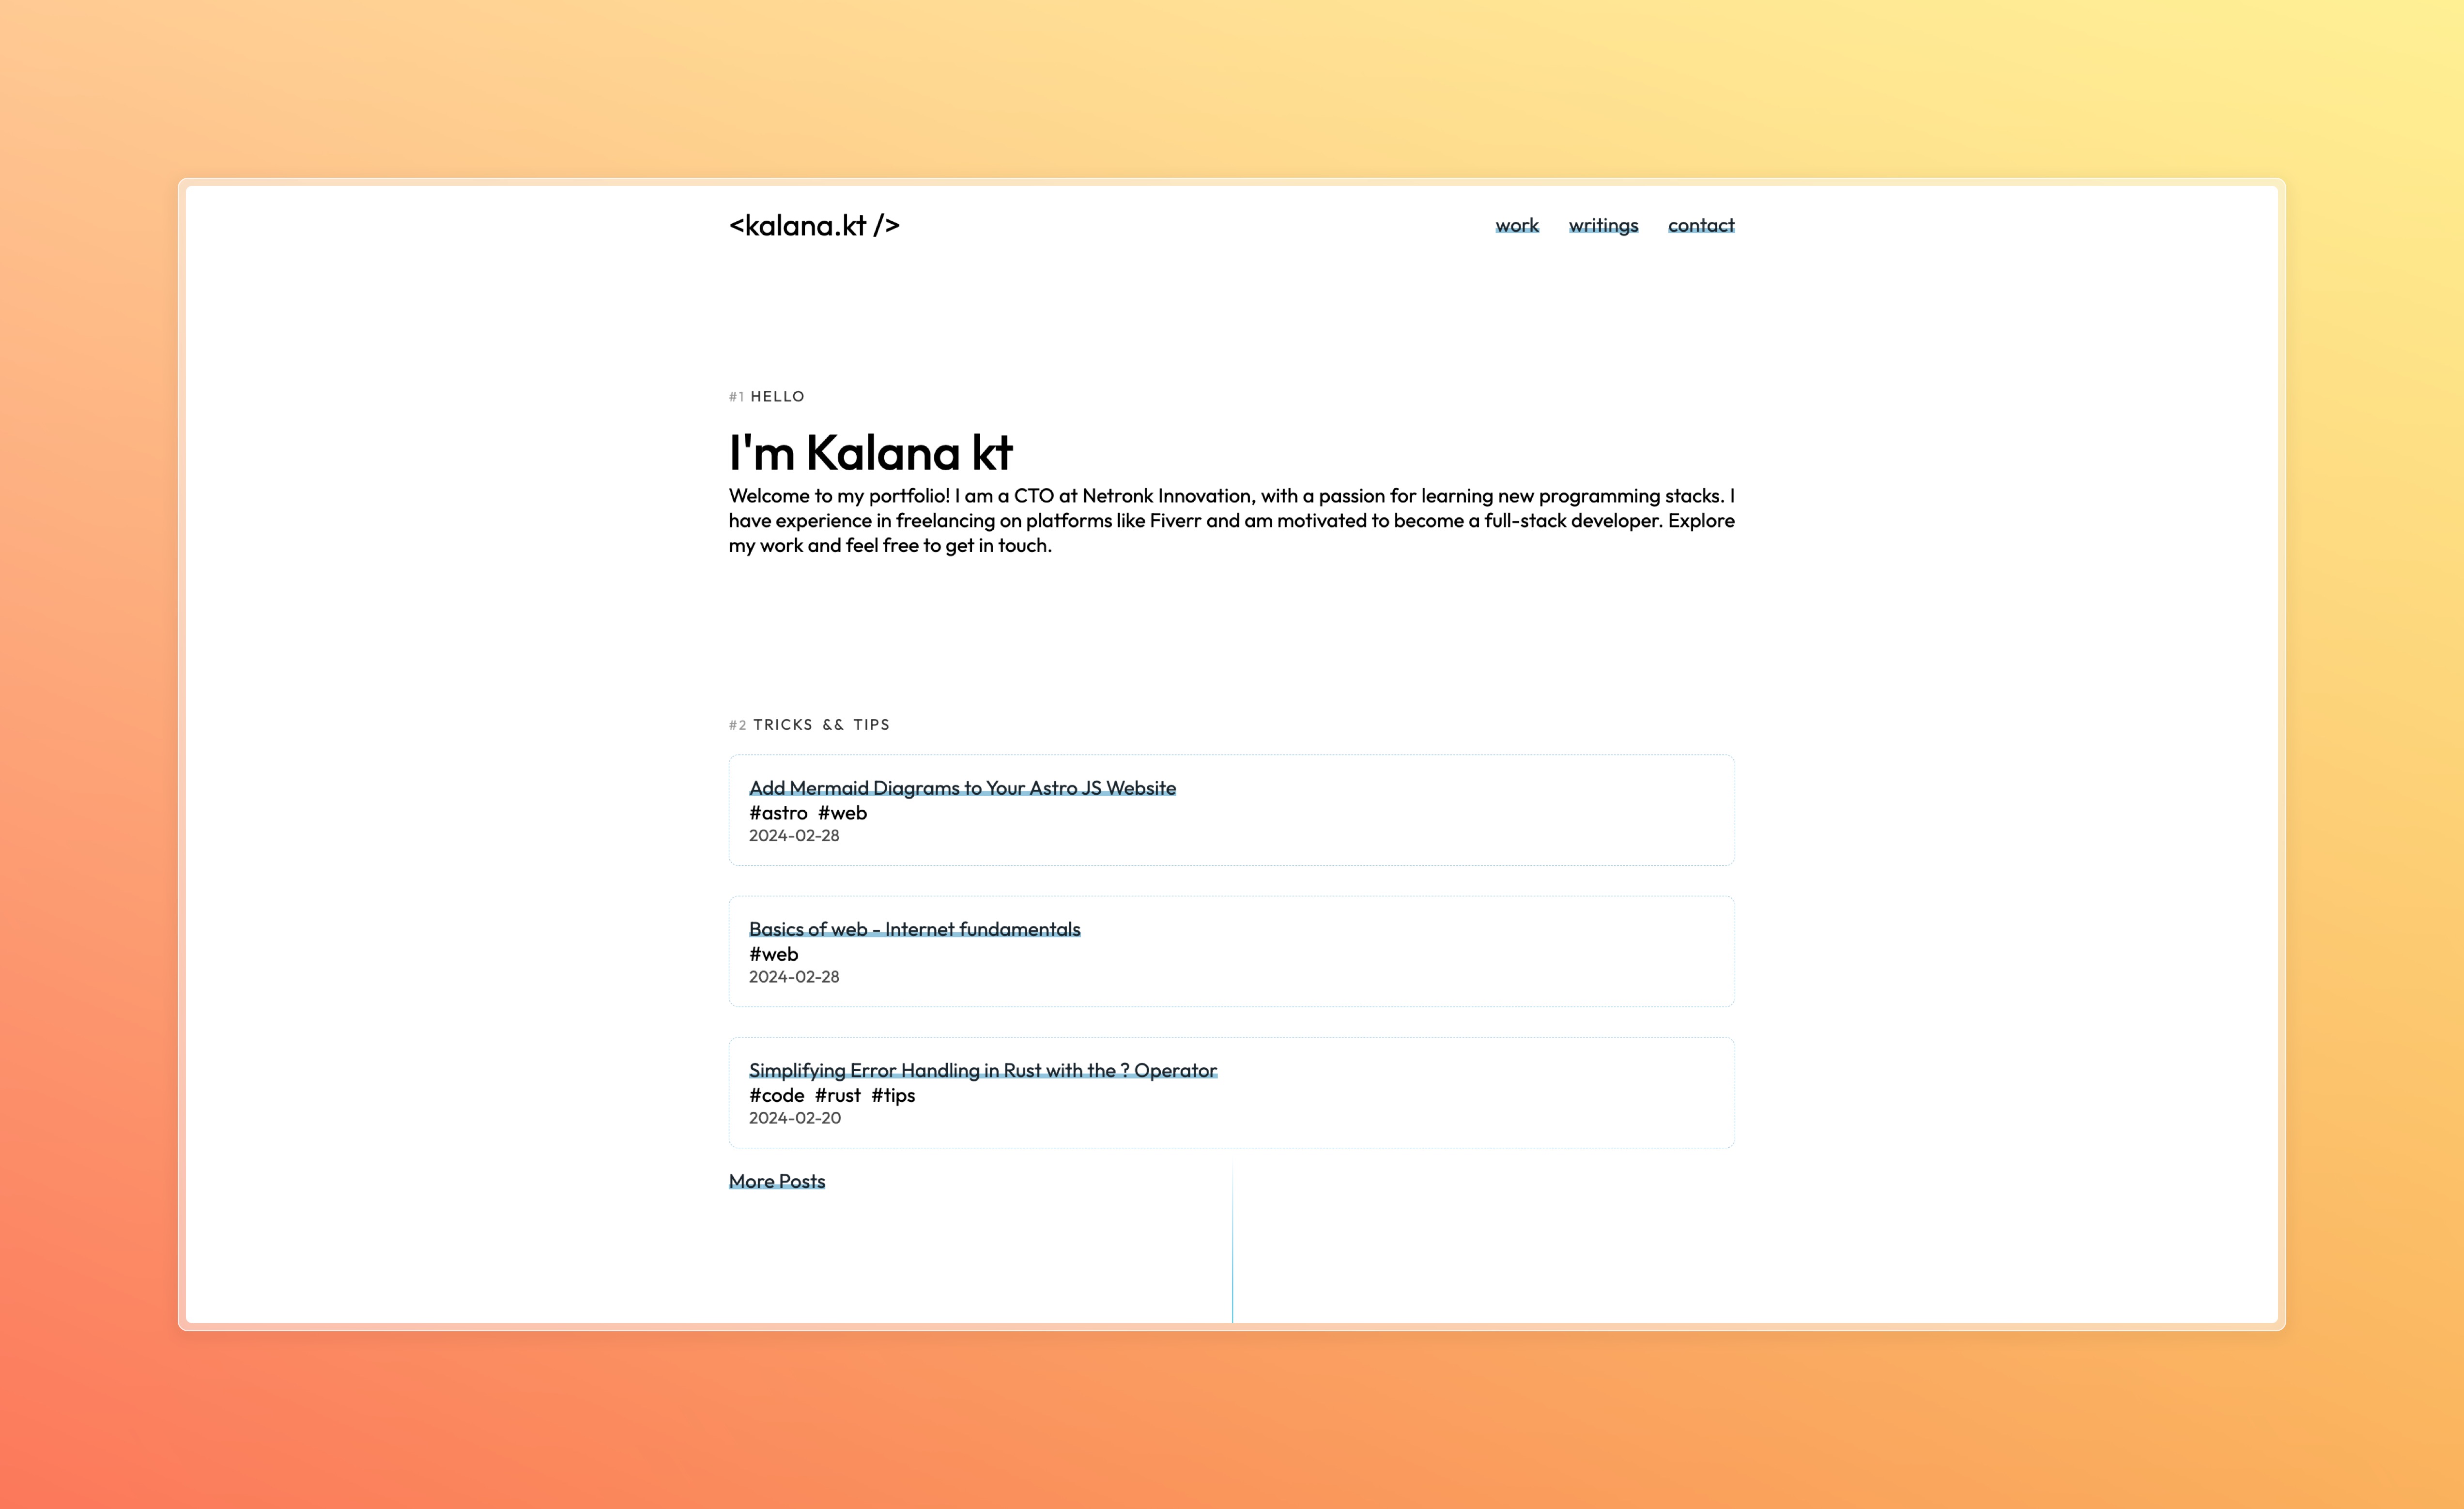 <kalana.kt />
work writings contact
#1 HELLO
I'm Kalana kt
Welcome to my portfolio! I am a CTO at Netronk Innovation, with a passion for learning new programming stacks. I
have experience in freelancing on platforms like Fiverr and am motivated to become a full-stack developer. Explore
my work and feel free to get in touch.
#2 TRICKS && TIPS
Add Mermaid Diagrams to Your Astro JS Website
#astro #web
2024-02-28
Basics of web - Internet fundamentals
#web
2024-02-28
Simplifying Error Handling in Rust with the ? Operator
#code #rust #tips
2024-02-20
More Posts